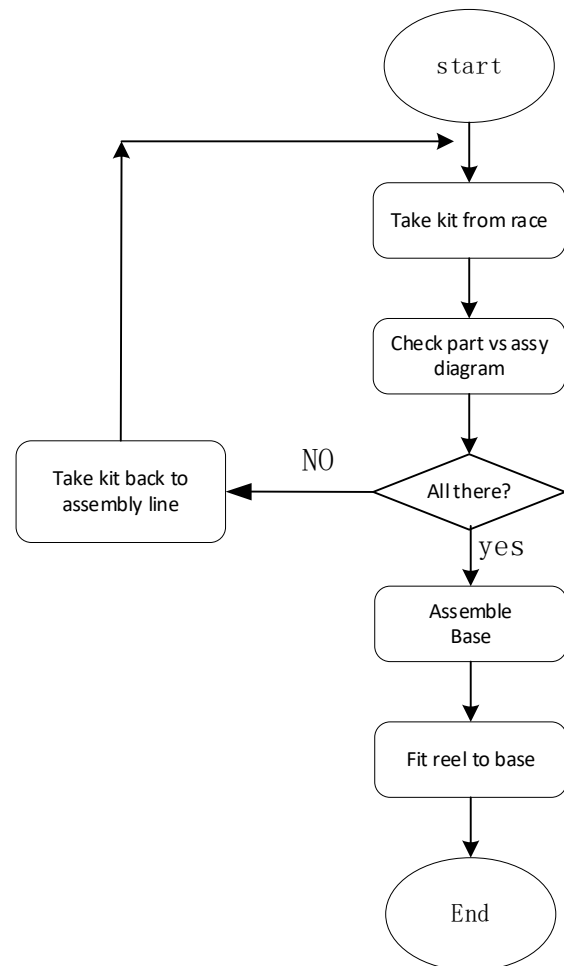 start
Take kit from race
Check part vs assy
diagram
NO
Take kit back to
assembly line
All there?
yes
Assemble
Base
Fit reel to base
End